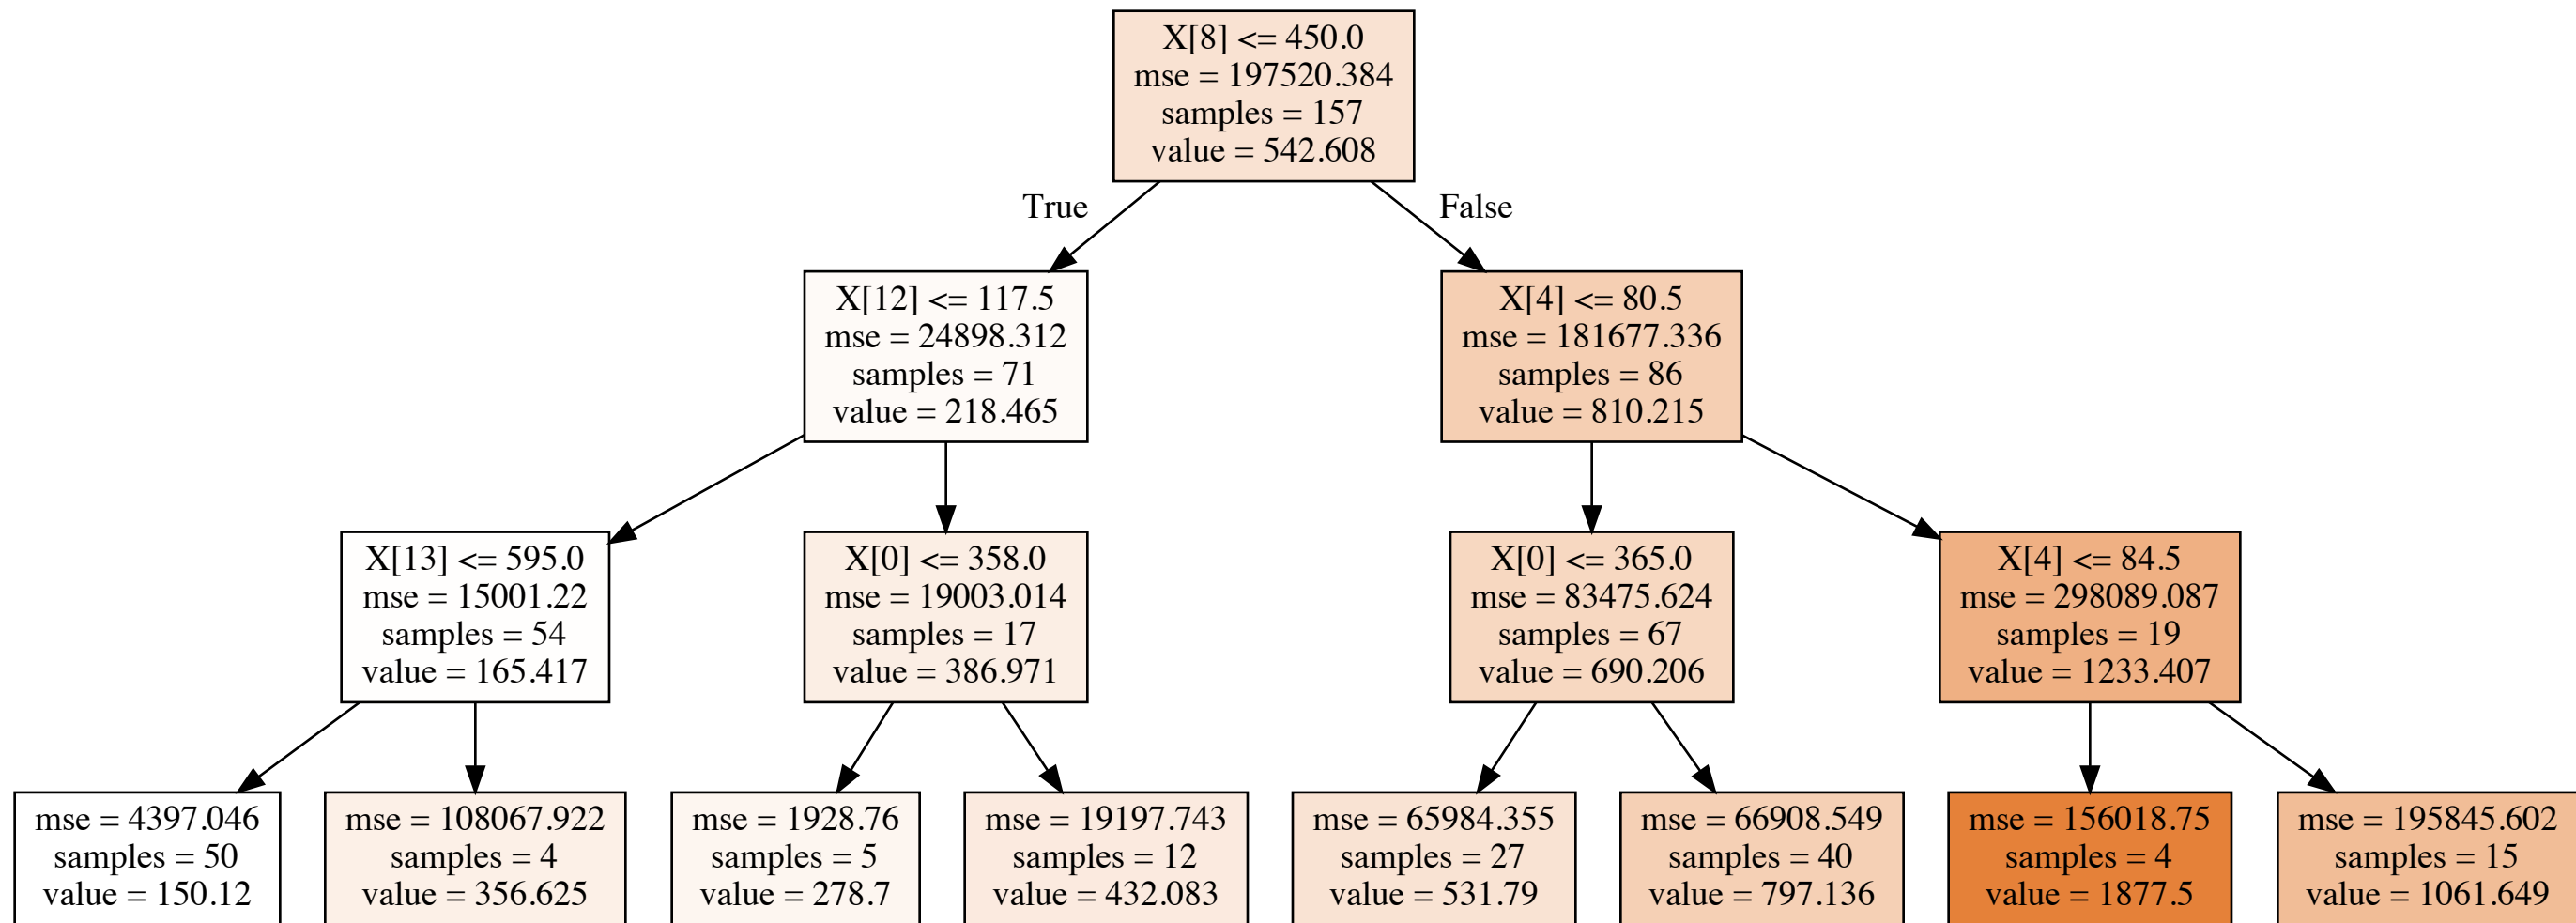 X[8] <= 450.0
mse = 197520.384
samples = 157
value = 542.608
True
False
X[12] <= 117.5
mse = 24898.312
samples = 71
value = 218.465
X[4] <= 80.5
mse = 181677.336
samples = 86
value = 810.215
X[13] <= 595.0
mse = 15001.22
samples = 54
value = 165.417
X[0] <= 358.0
mse = 19003.014
samples = 17
value = 386.971
X[0] <= 365.0
mse = 83475.624
samples = 67
value = 690.206
X[4] <= 84.5
mse = 298089.087
samples = 19
value = 1233.407
mse = 4397.046
samples = 50
value = 150.12
mse = 108067.922
samples = 4
value = 356.625
mse = 1928.76
samples = 5
value = 278.7
mse = 19197.743
samples = 12
value = 432.083
mse = 65984.355
samples = 27
value = 531.79
mse = 66908.549
samples = 40
value = 797.136
mse = 156018.75
samples = 4
value = 1877.5
mse = 195845.602
samples = 15
value = 1061.649